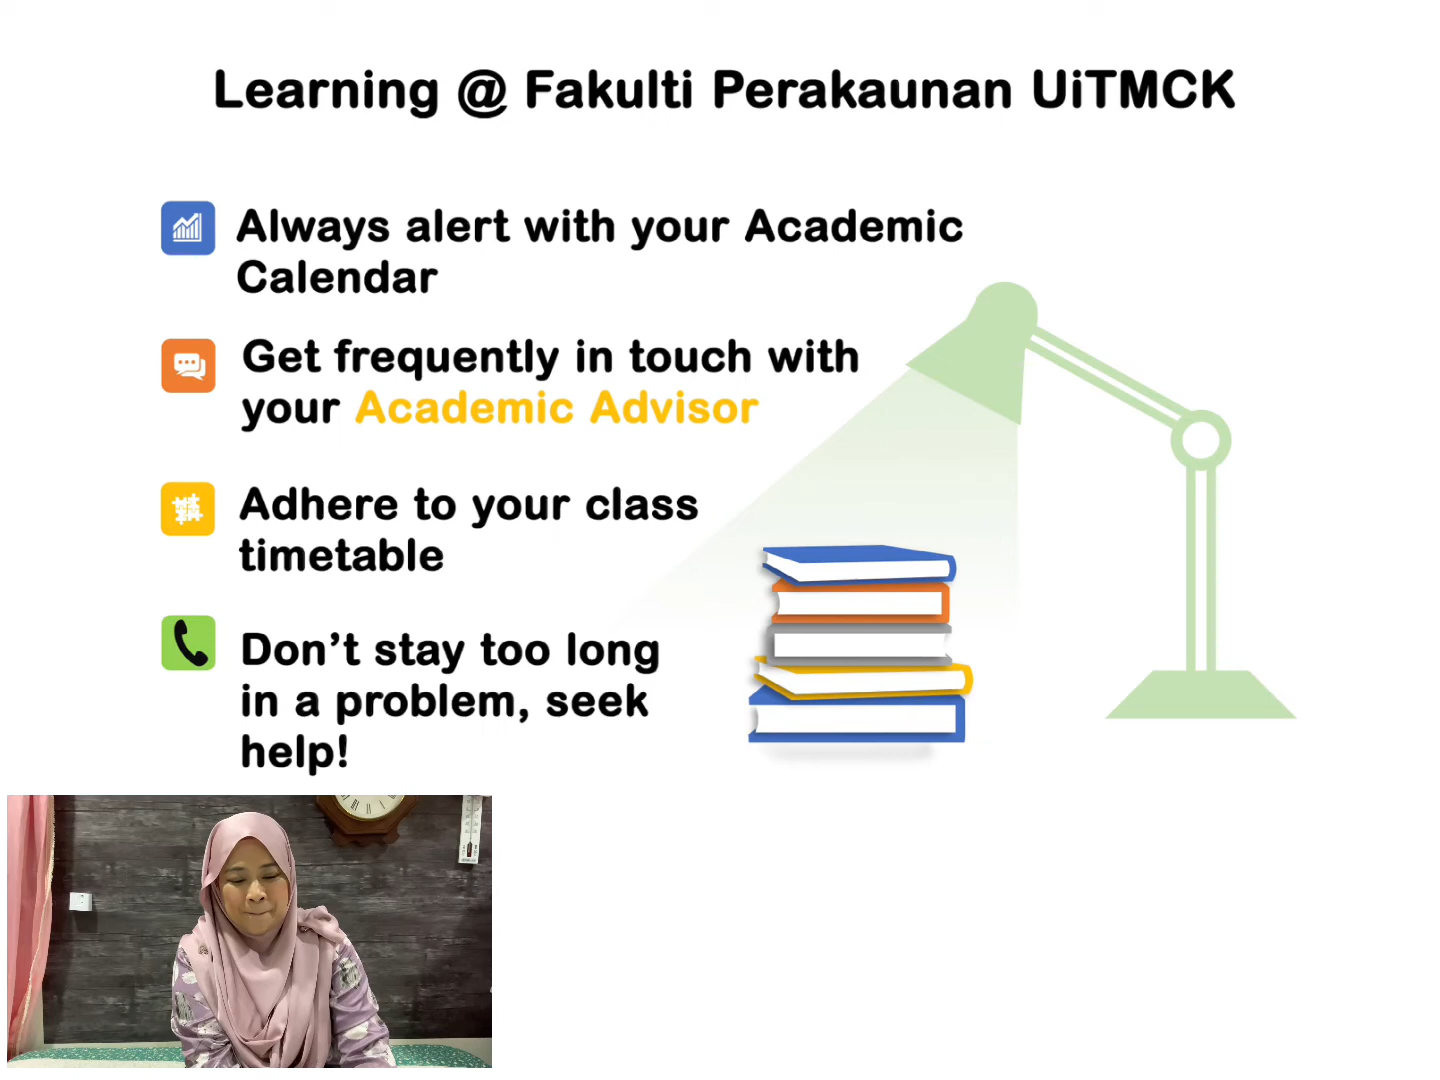 Learning @ Fakulti Perakaunan UiTMCK
Always alert with your Academic
Calendar
Get frequently in touch with
your Academic Advisor
Adhere to your class
timetable
Don’t stay too long
in a problem, seek
help!